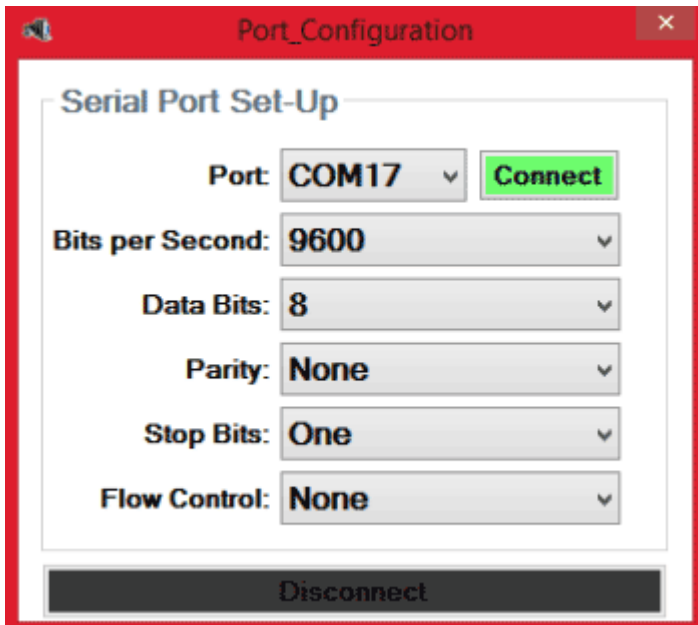 Port_Configuration
Serial Port Set-Up
Port: COM17 Connect
Bits per Second: 9600
Data Bits: 8
Parity: None
Stop Bits: One
Flow Control: None
Disconnect